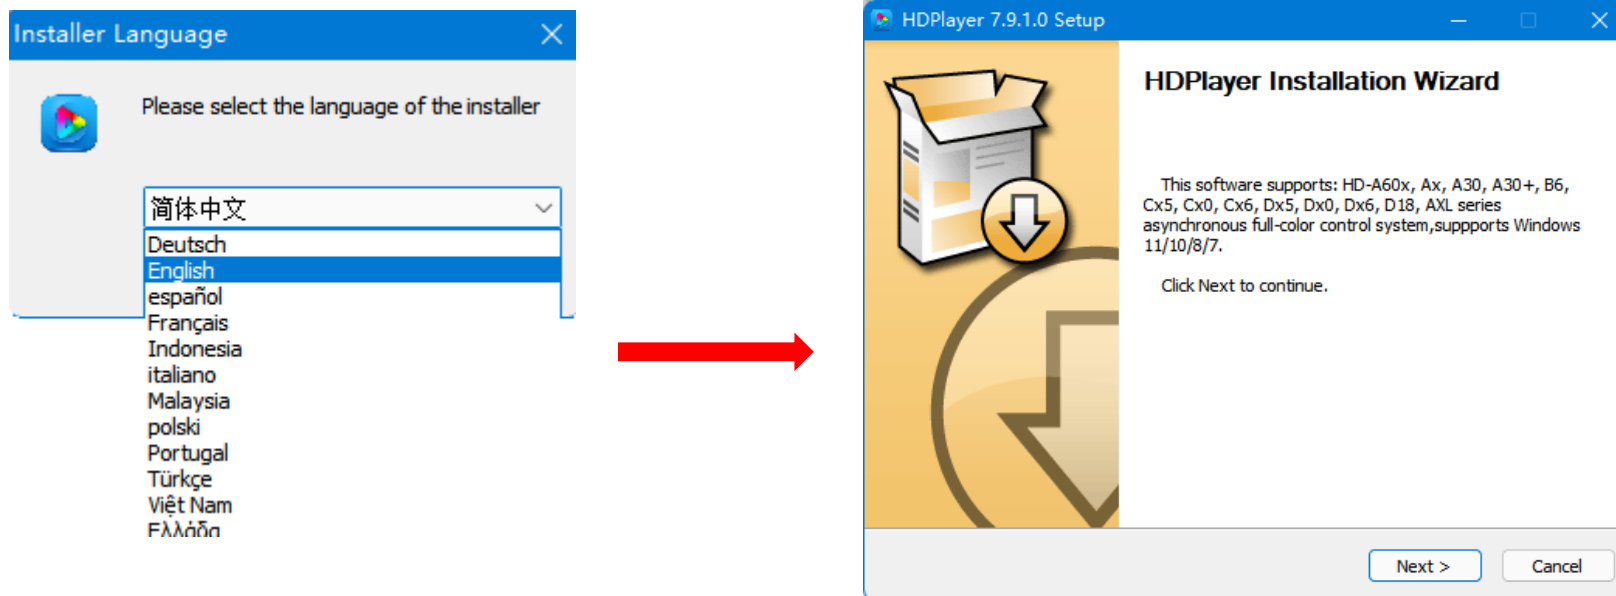 Installer Language
Please select the language of the installer
简体中文
Deutsch
English
español
Français
Indonesia
italiano
Malaysia
polski
Portugal
Türkçe
Việt Nam
Ελλάδα
HDPlayer 7.9.1.0 Setup
HDPlayer Installation Wizard
This software supports: HD-A60x, Ax, A30, A30+, B6,
Cx5, Cx0, Cx6, Dx5, Dx0, Dx6, D18, AXL series
asynchronous full-color control system,suppports Windows
11/10/8/7.
Click Next to continue.
Next >
Cancel